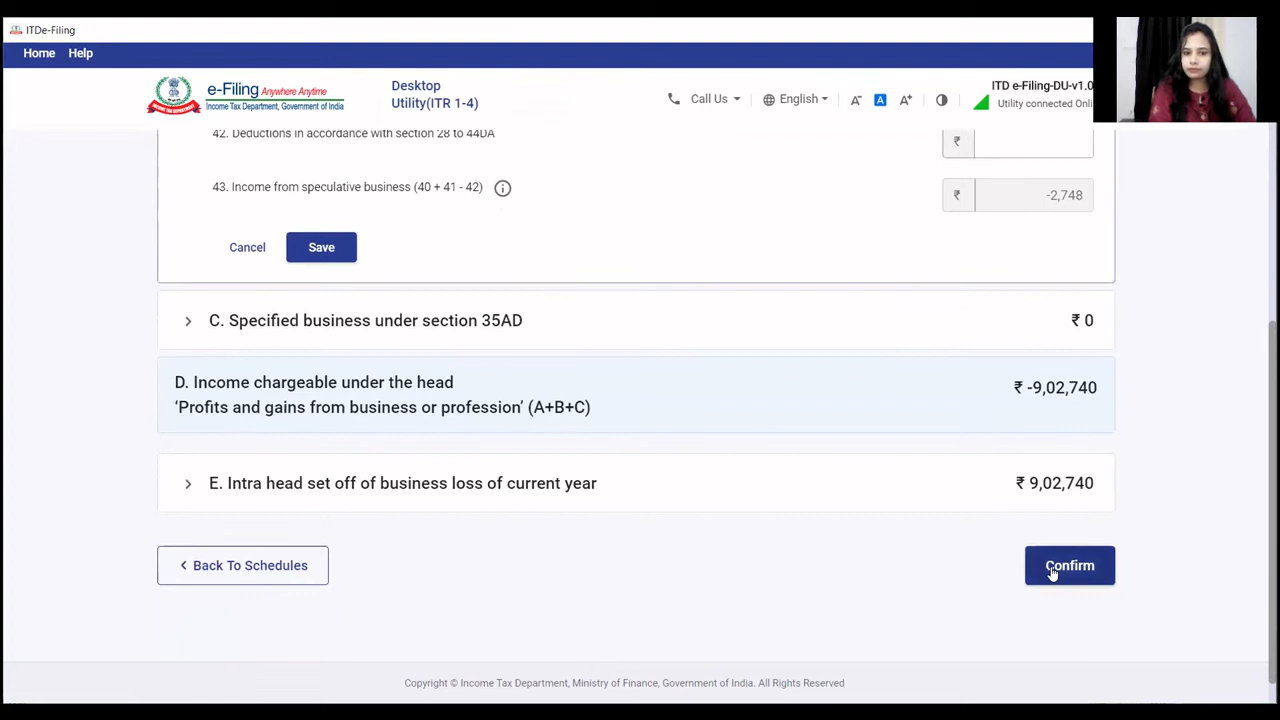 ITDe-Filing
Home Help
e-Filing Anywhere Anytime
Income Tax Department, Government of India
Desktop
Utility(ITR 1-4)
Call Us
English
A- A A+
ITD e-Filing-DU-v1.0
Utility connected Onli
42. Deductions in accordance with section 28 to 44DA
₹
43. Income from speculative business (40 + 41 - 42)
₹ -2,748
Cancel Save
C. Specified business under section 35AD ₹ 0
D. Income chargeable under the head
‘Profits and gains from business or profession’ (A+B+C) ₹ -9,02,740
E. Intra head set off of business loss of current year ₹ 9,02,740
Back To Schedules
Confirm
Copyright © Income Tax Department, Ministry of Finance, Government of India. All Rights Reserved